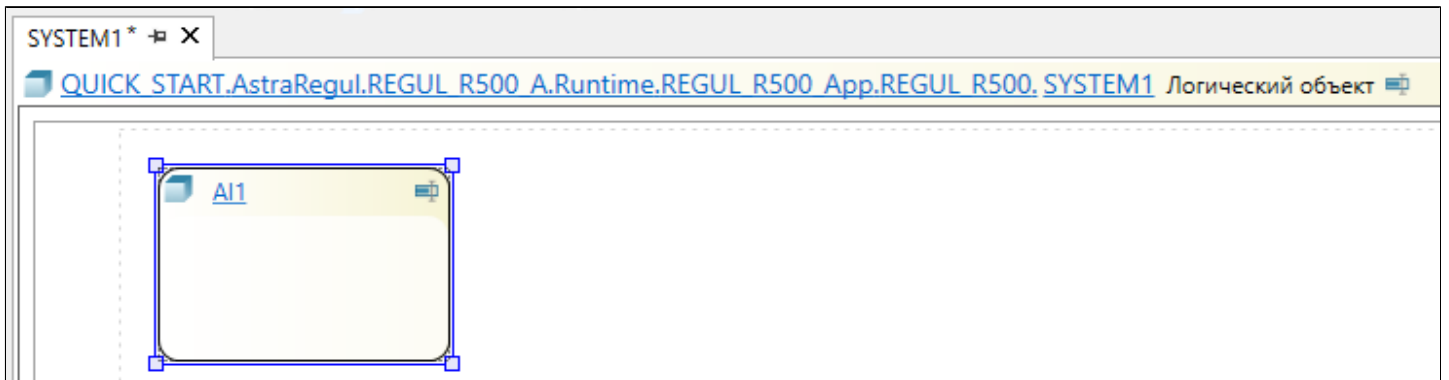 SYSTEM1*
QUICK_START.AstraRegul.REGUL_R500_A.Runtime.REGUL_R500_App.REGUL_R500. SYSTEM1 Логический объект
AI1